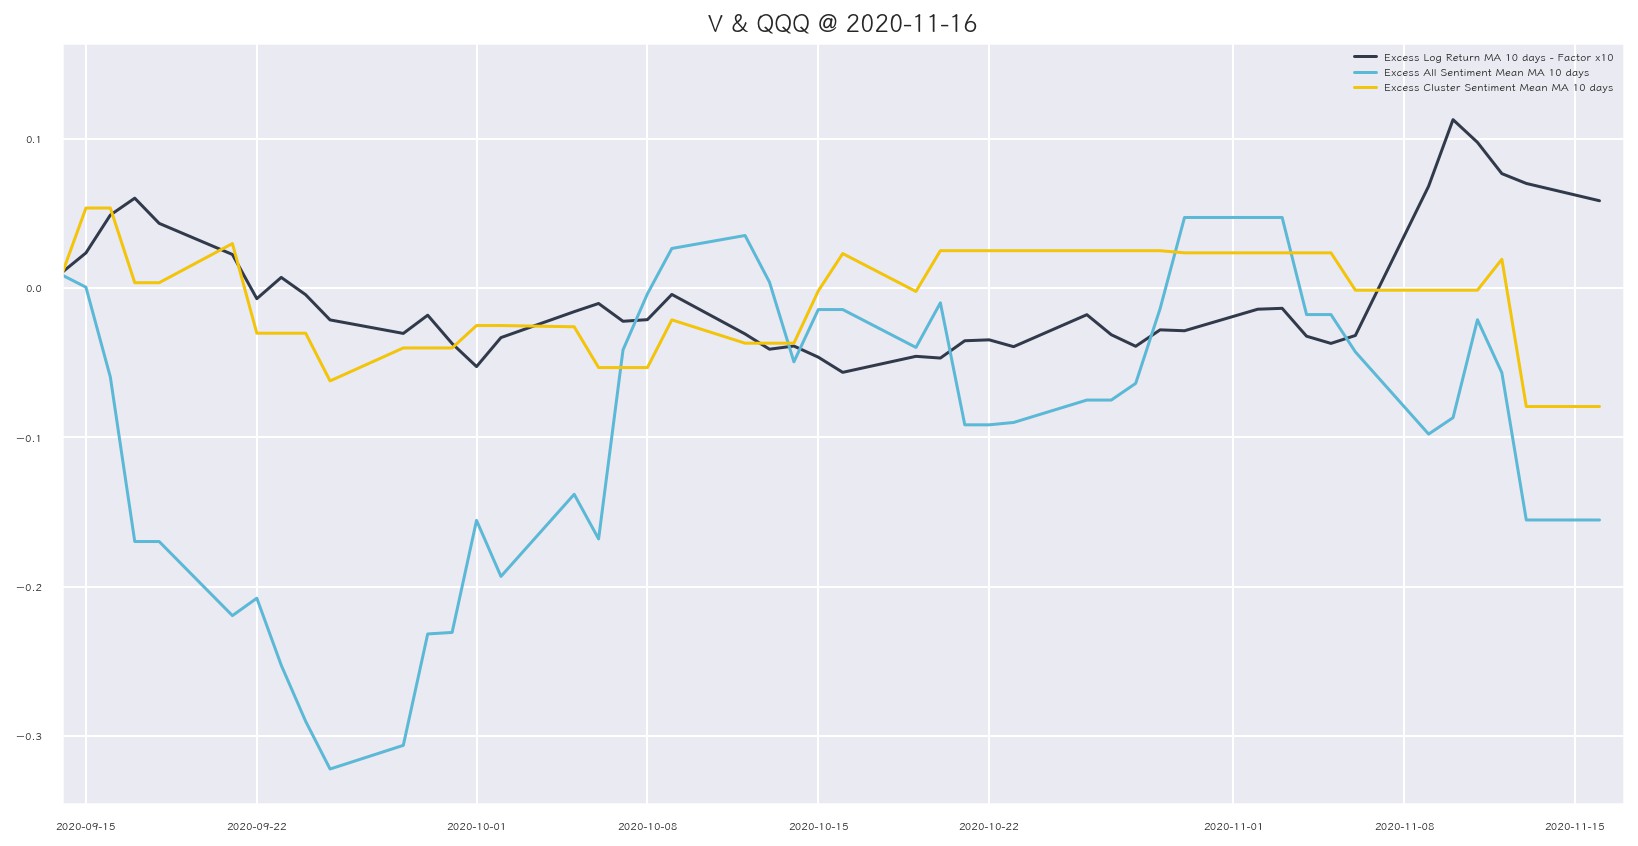 V & QQQ @ 2020-11-16
Excess Log Return MA 10 days - Factor x10
Excess All Sentiment Mean MA 10 days
Excess Cluster Sentiment Mean MA 10 days
0.1
0.0
−0.1
−0.2
−0.3
2020-09-15 2020-09-22 2020-10-01 2020-10-08 2020-10-15 2020-10-22 2020-11-01 2020-11-08 2020-11-15